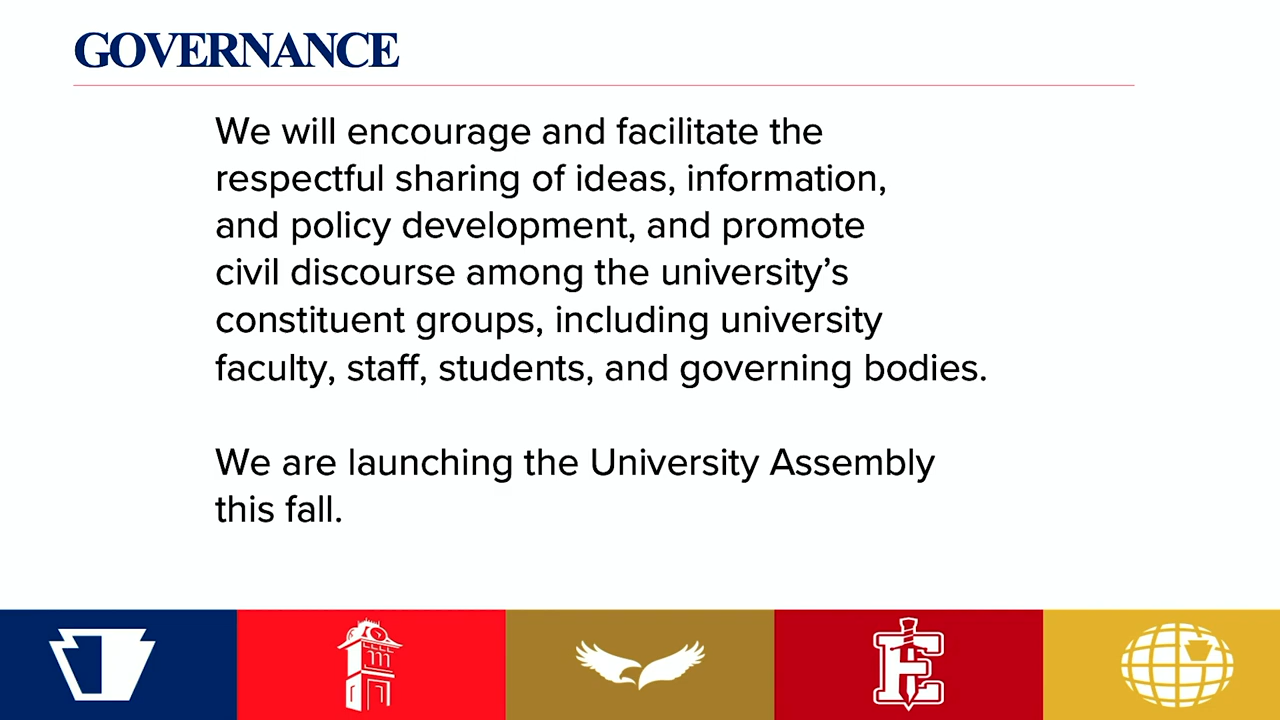 GOVERNANCE
We will encourage and facilitate the
respectful sharing of ideas, information,
and policy development, and promote
civil discourse among the university’s
constituent groups, including university
faculty, staff, students, and governing bodies.
We are launching the University Assembly
this fall.
E